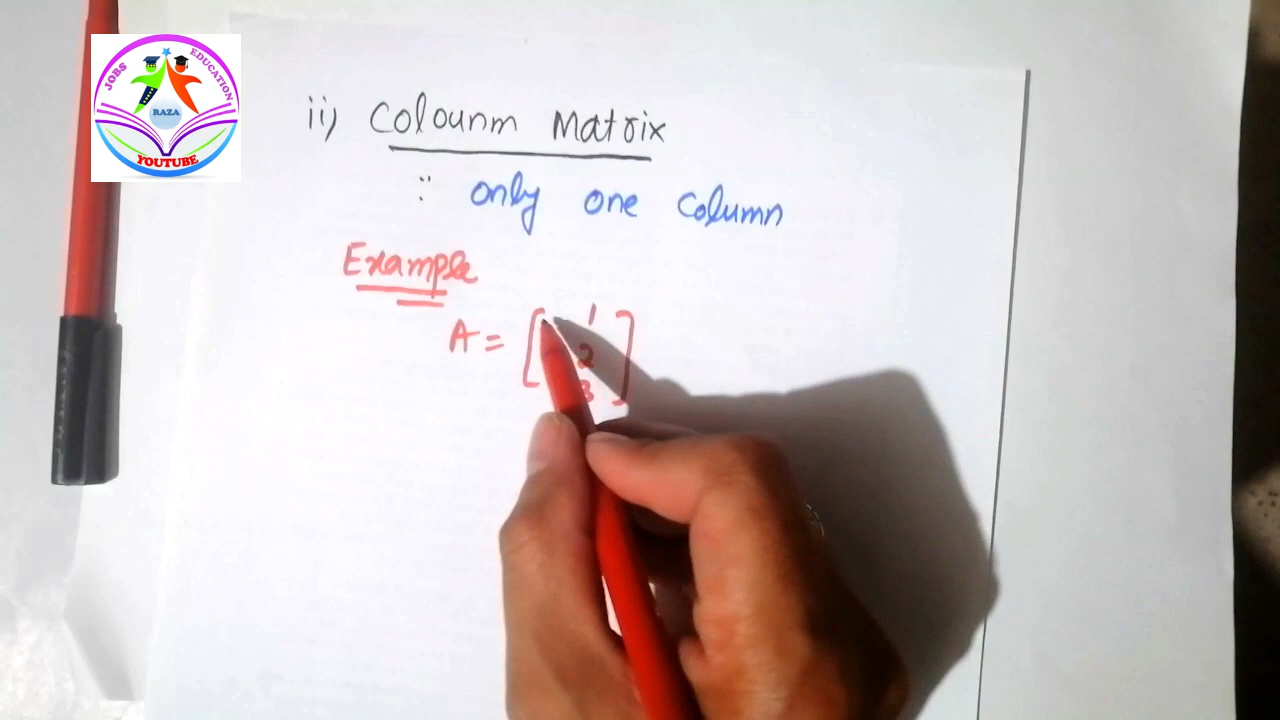 JOBS EDUCATION
RAZA
YOUTUBE
ii) Colounm Matrix
∵ only one column
Example
A = [ 1
2
3 ]